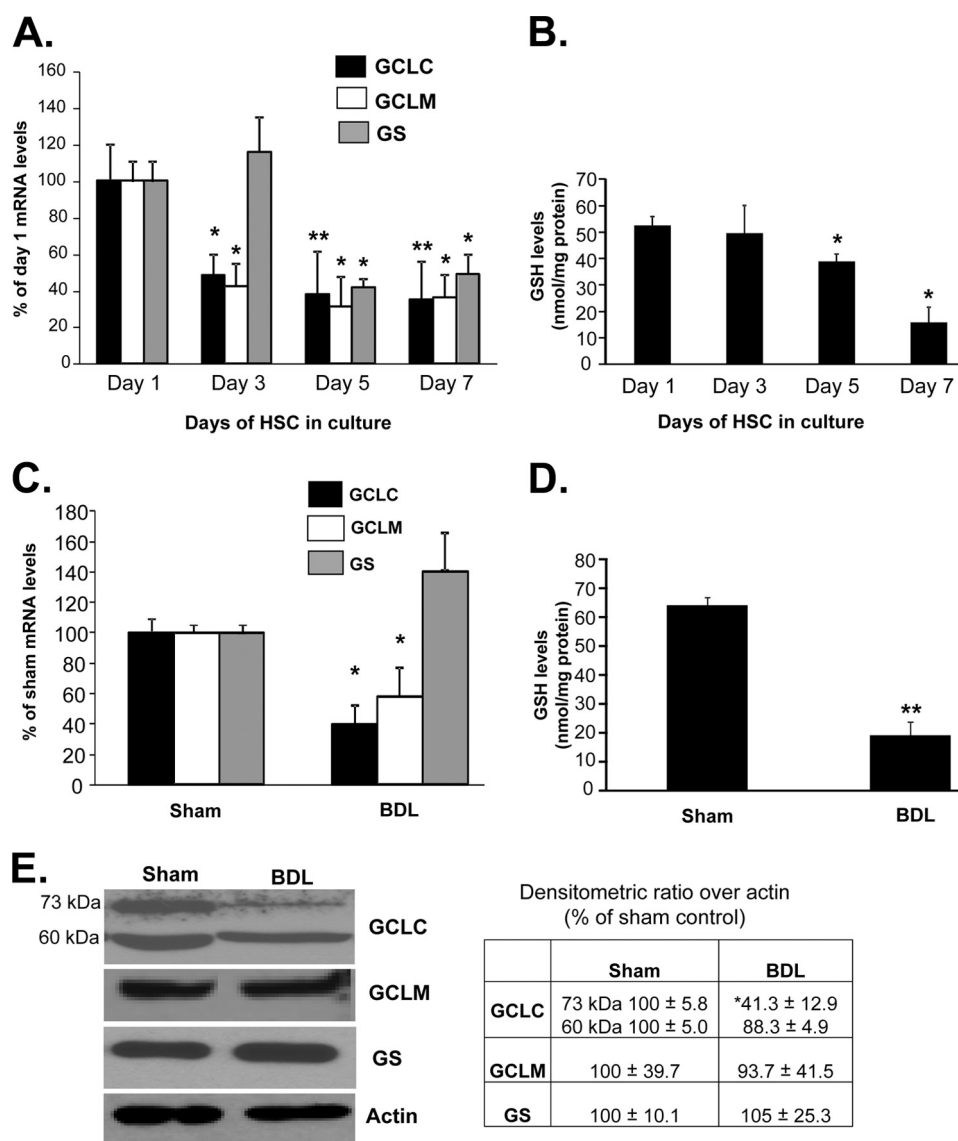 A.
160
140
120
100
80
60
40
20
0
% of day 1 mRNA levels
GCLC
GCLM
GS
*
*
**
*
*
**
*
*
Day 1 Day 3 Day 5 Day 7
Days of HSC in culture
B.
70
60
50
40
30
20
10
0
GSH levels
(nmol/mg protein)
*
*
Day 1 Day 3 Day 5 Day 7
Days of HSC in culture
C.
180
160
140
120
100
80
60
40
20
0
% of sham mRNA levels
GCLC
GCLM
GS
*
*
Sham BDL
D.
80
70
60
50
40
30
20
10
0
GSH levels
(nmol/mg protein)
**
Sham BDL
E.
Sham BDL
73 kDa
60 kDa
GCLC
GCLM
GS
Actin
Densitometric ratio over actin
(% of sham control)
Sham BDL
GCLC 73 kDa 100 ± 5.8 *41.3 ± 12.9
60 kDa 100 ± 5.0 88.3 ± 4.9
GCLM 100 ± 39.7 93.7 ± 41.5
GS 100 ± 10.1 105 ± 25.3